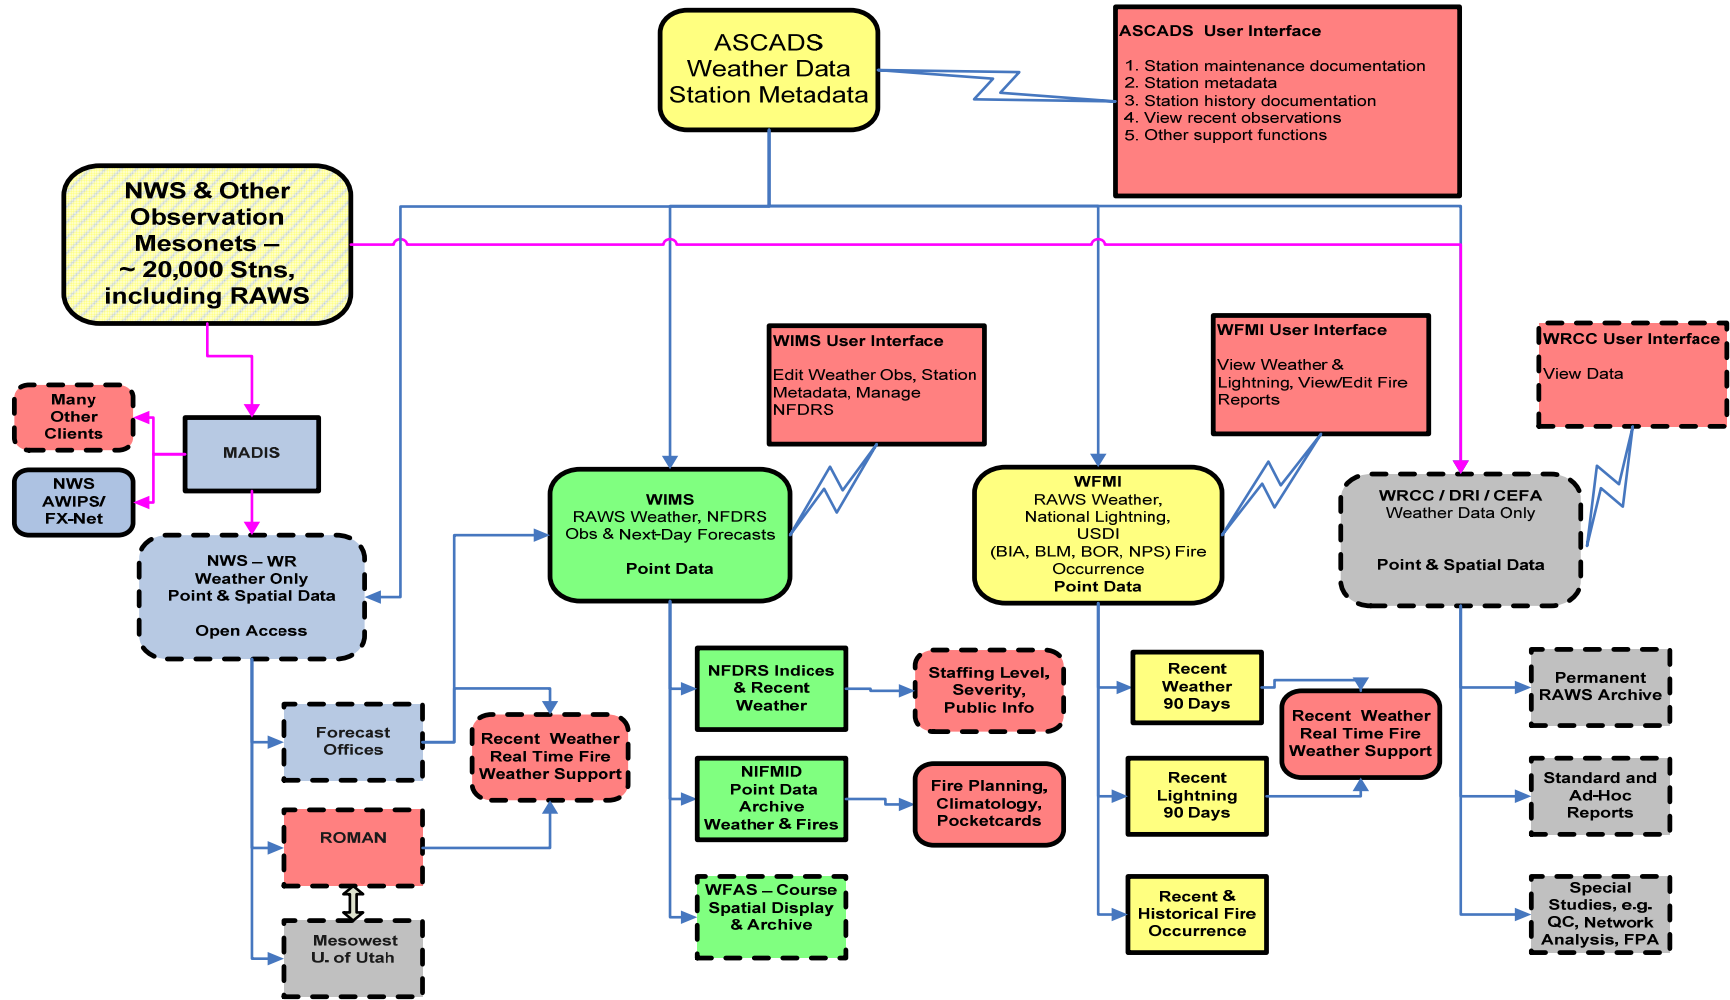 ASCADS
Weather Data
Station Metadata
ASCADS  User Interface
1. Station maintenance documentation
2. Station metadata
3. Station history documentation
4. View recent observations
5. Other support functions
NWS & Other
Observation
Mesonets –
~ 20,000 Stns,
including RAWS
Many
Other
Clients
MADIS
NWS
AWIPS/
FX-Net
NWS – WR
Weather Only
Point & Spatial Data
Open Access
Forecast
Offices
ROMAN
Mesowest
U. of Utah
Recent  Weather
Real Time Fire
Weather Support
WIMS User Interface
Edit Weather Obs, Station
Metadata, Manage
NFDRS
WIMS
RAWS Weather, NFDRS
Obs & Next-Day Forecasts
Point Data
NFDRS Indices
& Recent
Weather
Staffing Level,
Severity,
Public Info
NIFMID
Point Data
Archive
Weather & Fires
Fire Planning,
Climatology,
Pocketcards
WFAS – Course
Spatial Display
& Archive
WFMI User Interface
View Weather &
Lightning, View/Edit Fire
Reports
WFMI
RAWS Weather,
National Lightning,
USDI
(BIA, BLM, BOR, NPS) Fire
Occurrence
Point Data
Recent
Weather
90 Days
Recent  Weather
Real Time Fire
Weather Support
Recent
Lightning
90 Days
Recent &
Historical Fire
Occurrence
WRCC User Interface
View Data
WRCC / DRI / CEFA
Weather Data Only
Point & Spatial Data
Permanent
RAWS Archive
Standard and
Ad-Hoc
Reports
Special
Studies, e.g.
QC, Network
Analysis, FPA